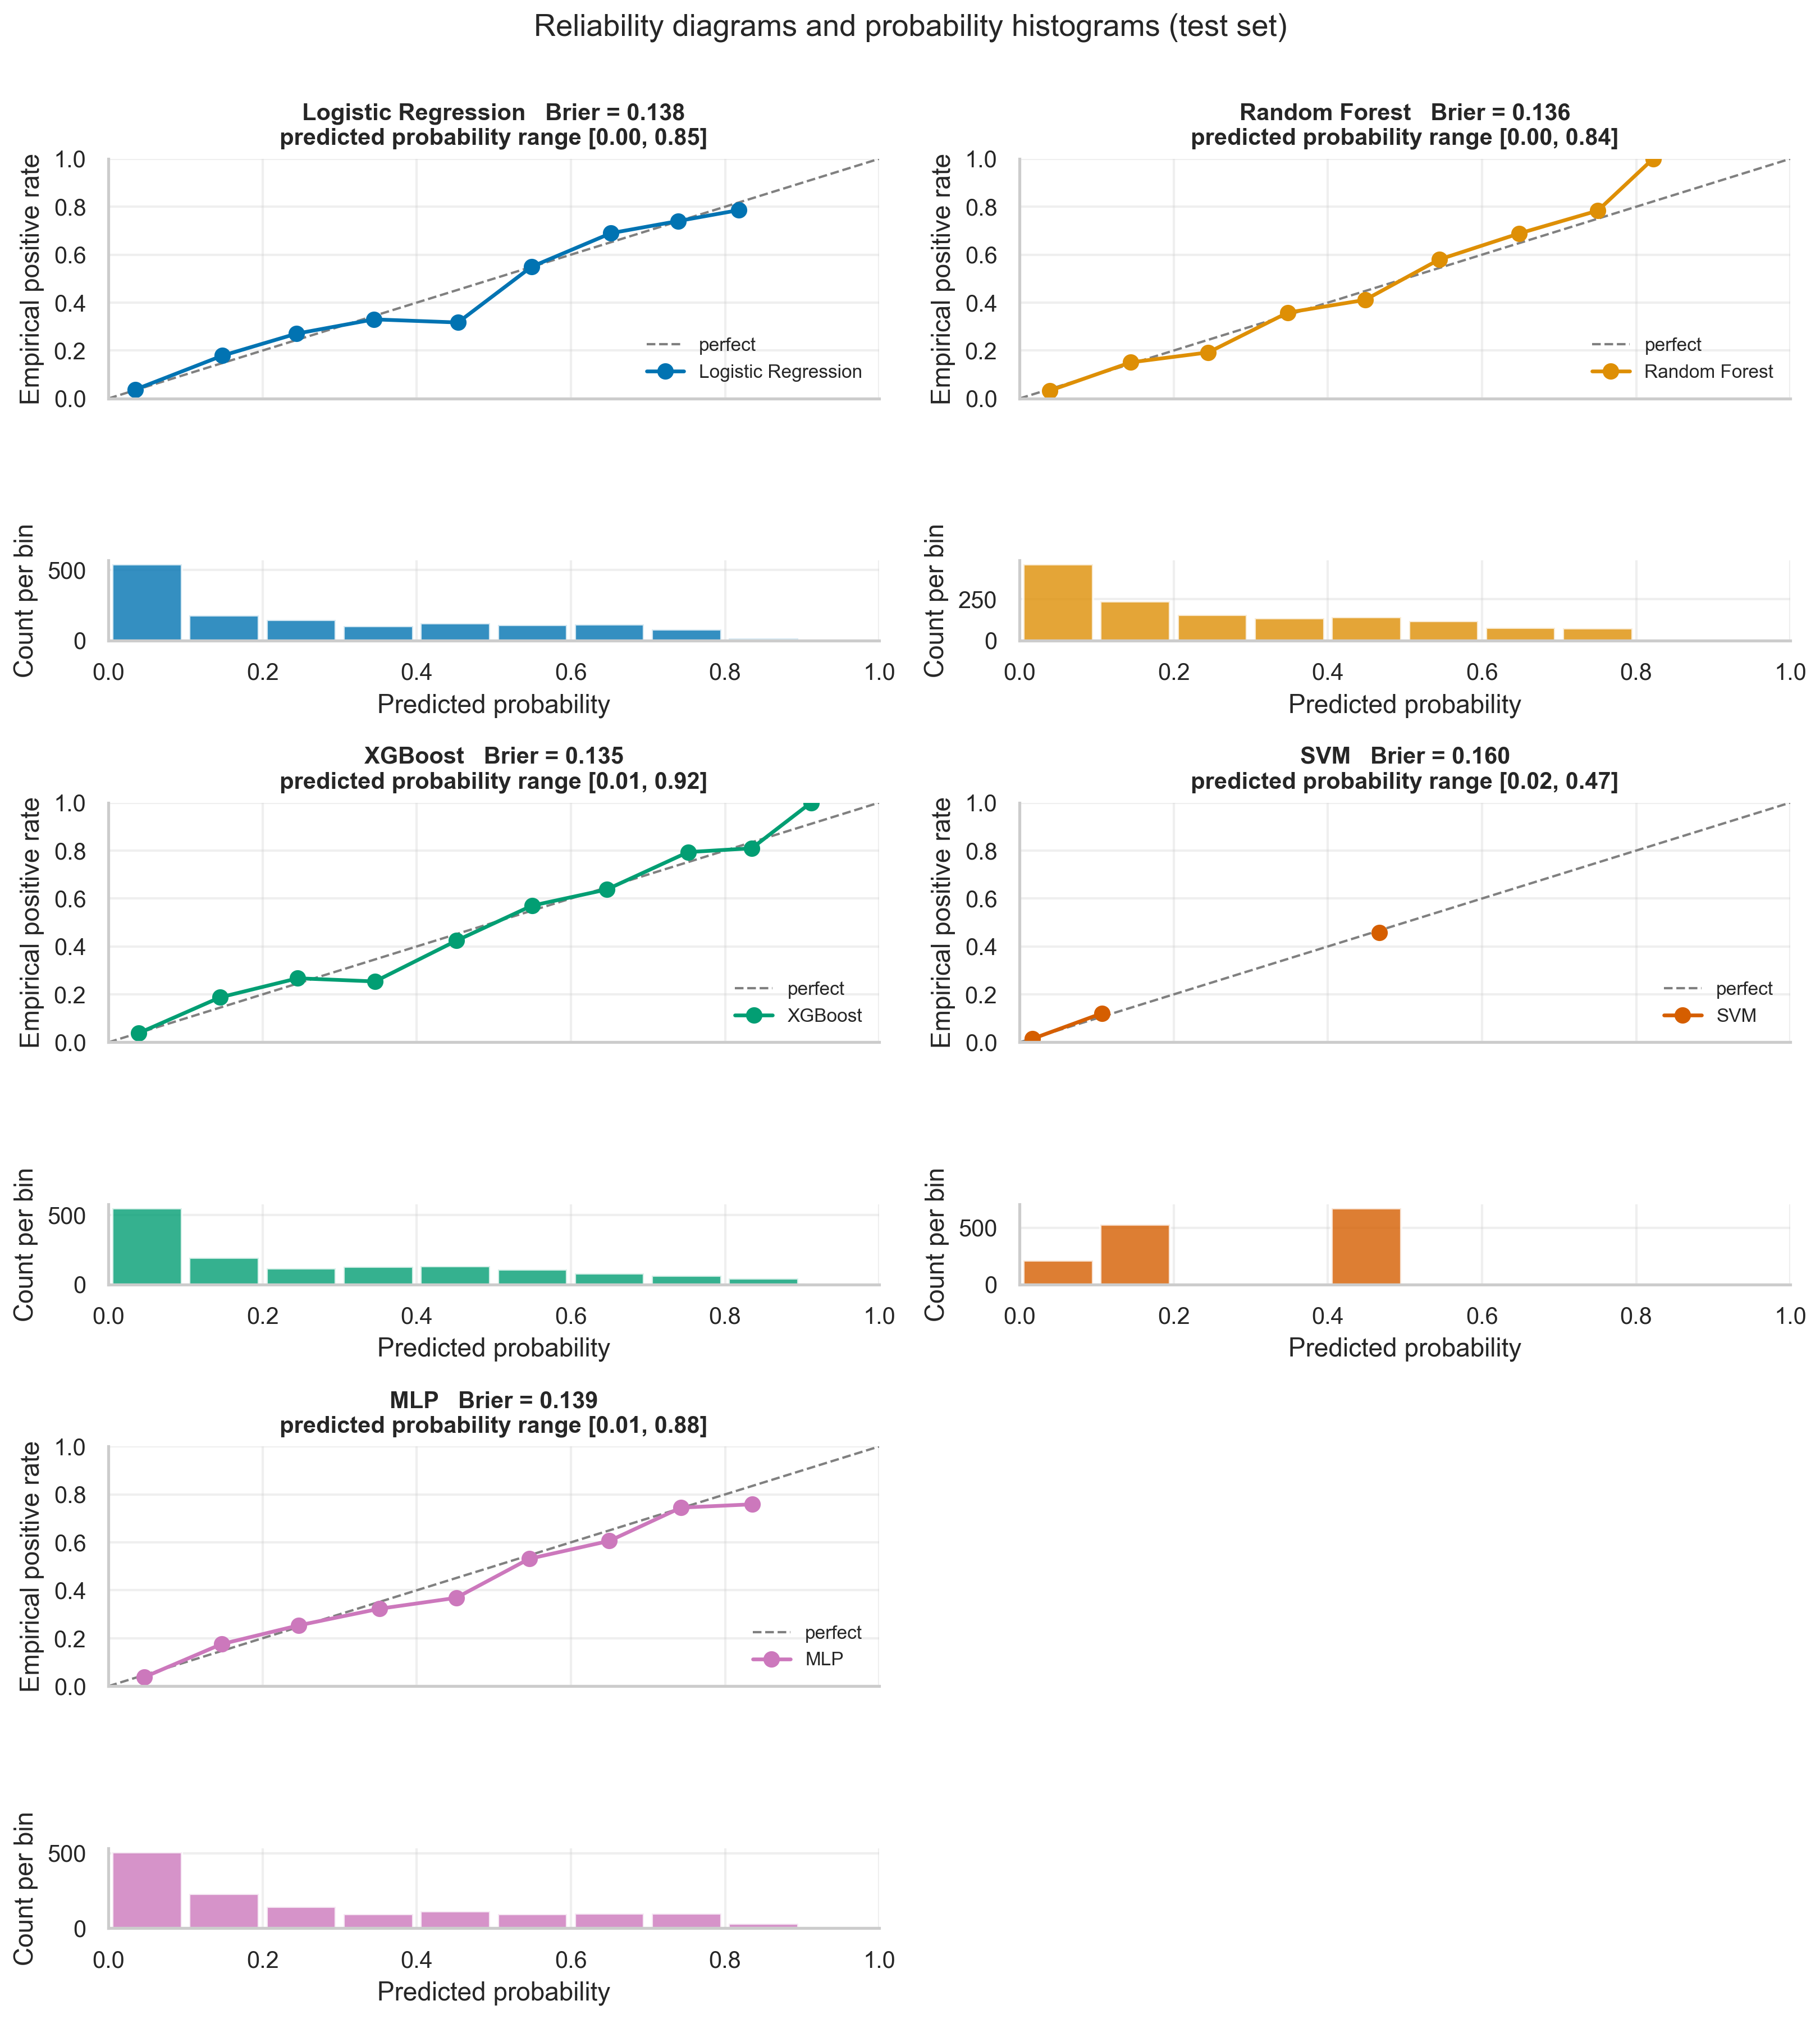 Reliability diagrams and probability histograms (test set)
Logistic Regression   Brier = 0.138
predicted probability range [0.00, 0.85]
Empirical positive rate
1.0
0.8
0.6
0.4
0.2
0.0
perfect
Logistic Regression
Count per bin
500
0
0.0 0.2 0.4 0.6 0.8 1.0
Predicted probability
Random Forest   Brier = 0.136
predicted probability range [0.00, 0.84]
Empirical positive rate
1.0
0.8
0.6
0.4
0.2
0.0
perfect
Random Forest
Count per bin
250
0
0.0 0.2 0.4 0.6 0.8 1.0
Predicted probability
XGBoost   Brier = 0.135
predicted probability range [0.01, 0.92]
Empirical positive rate
1.0
0.8
0.6
0.4
0.2
0.0
perfect
XGBoost
Count per bin
500
0
0.0 0.2 0.4 0.6 0.8 1.0
Predicted probability
SVM   Brier = 0.160
predicted probability range [0.02, 0.47]
Empirical positive rate
1.0
0.8
0.6
0.4
0.2
0.0
perfect
SVM
Count per bin
500
0
0.0 0.2 0.4 0.6 0.8 1.0
Predicted probability
MLP   Brier = 0.139
predicted probability range [0.01, 0.88]
Empirical positive rate
1.0
0.8
0.6
0.4
0.2
0.0
perfect
MLP
Count per bin
500
0
0.0 0.2 0.4 0.6 0.8 1.0
Predicted probability